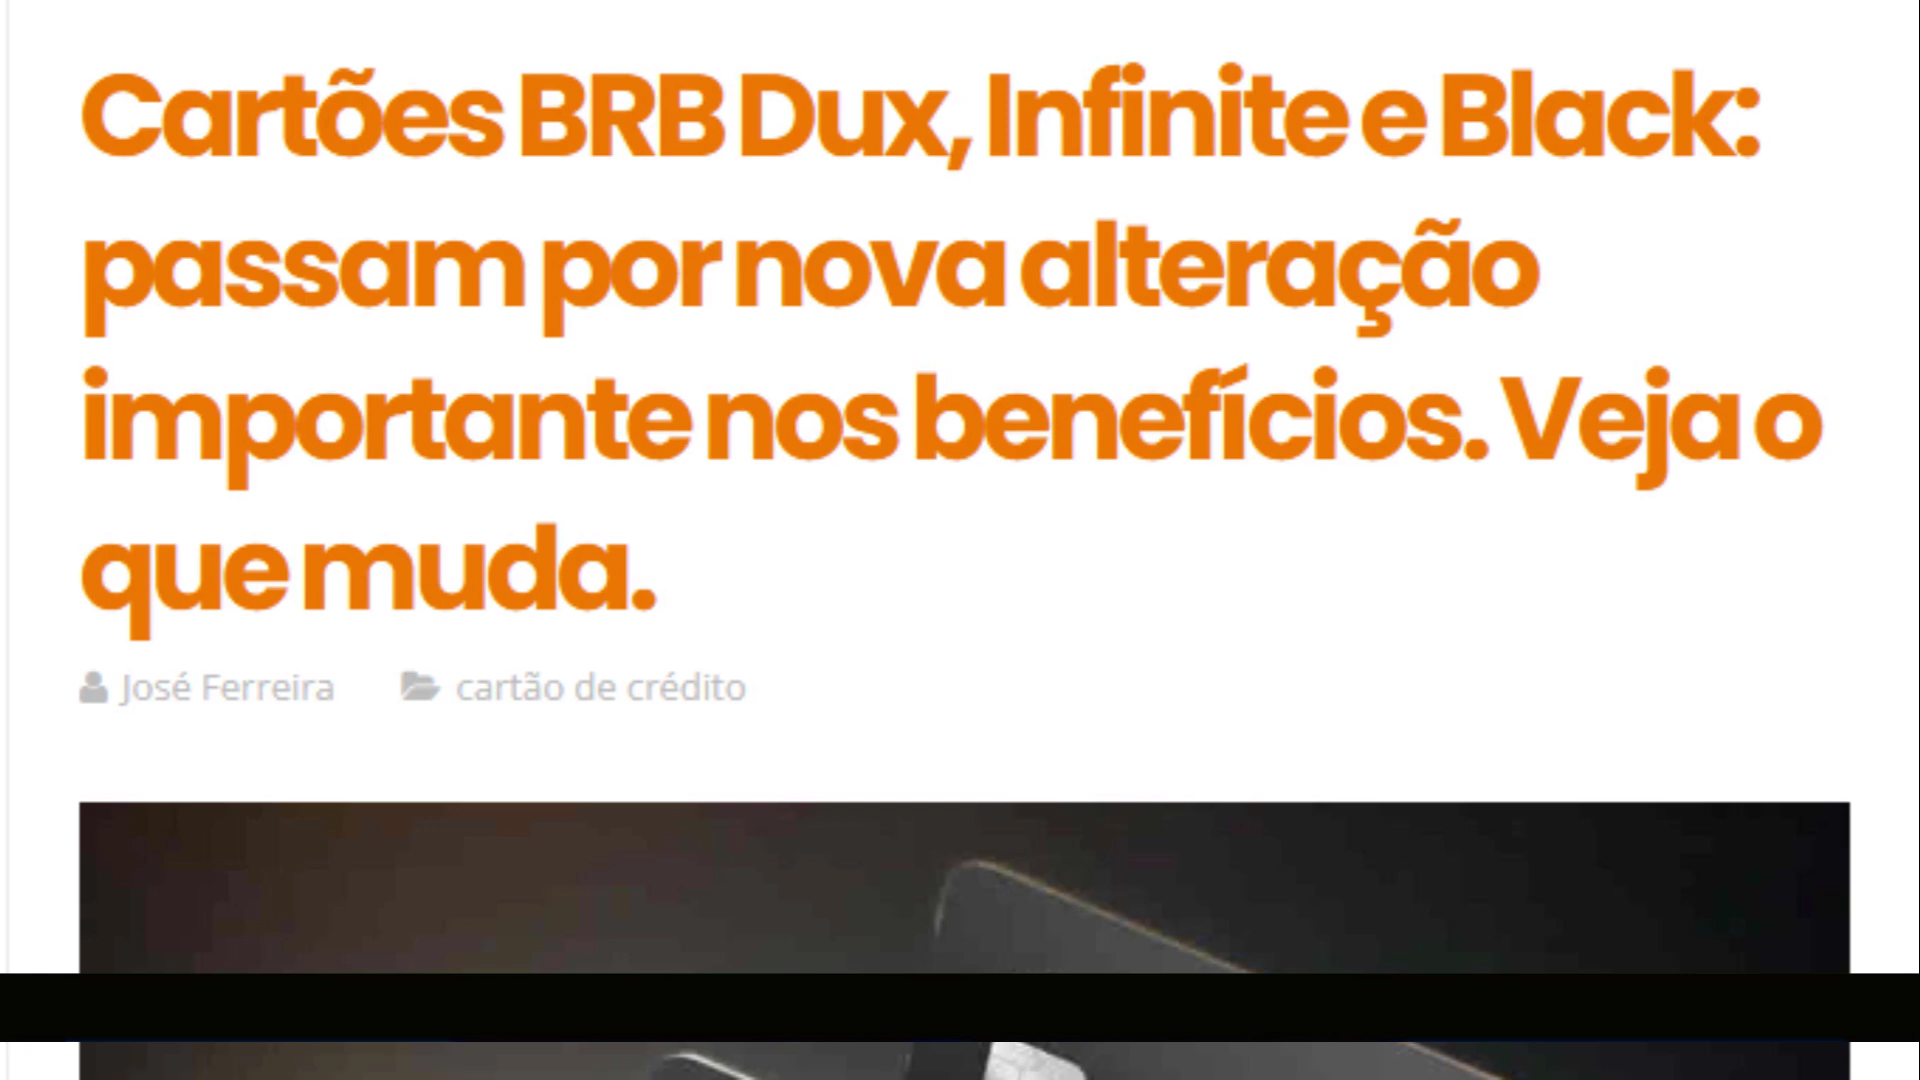 Cartões BRB Dux, Infinite e Black:
passam por nova alteração
importante nos benefícios. Veja o
que muda.
José Ferreira cartão de crédito